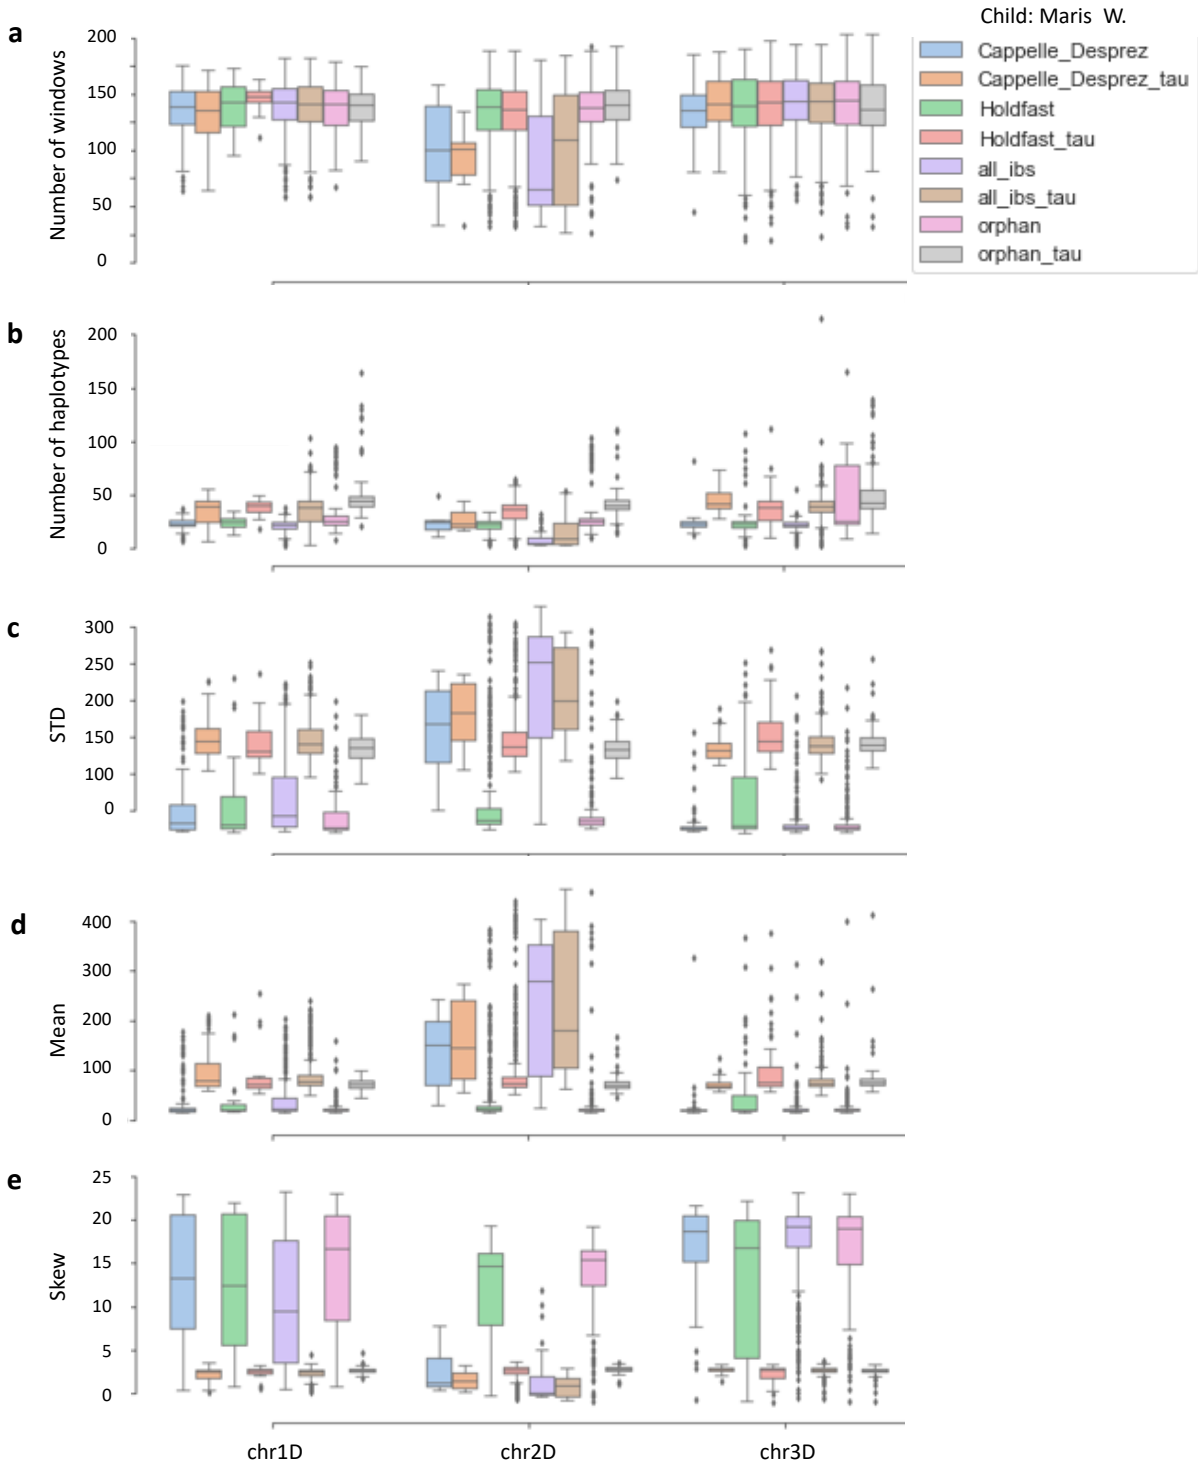 Child: Maris W.
Cappelle_Desprez
Cappelle_Desprez_tau
Holdfast
Holdfast_tau
all_ibs
all_ibs_tau
orphan
orphan_tau
a
Number of windows
200
150
100
50
0
b
Number of haplotypes
200
150
100
50
0
c
STD
300
250
200
150
100
0
d
Mean
400
300
200
100
0
e
Skew
25
20
15
10
5
0
chr1D chr2D chr3D